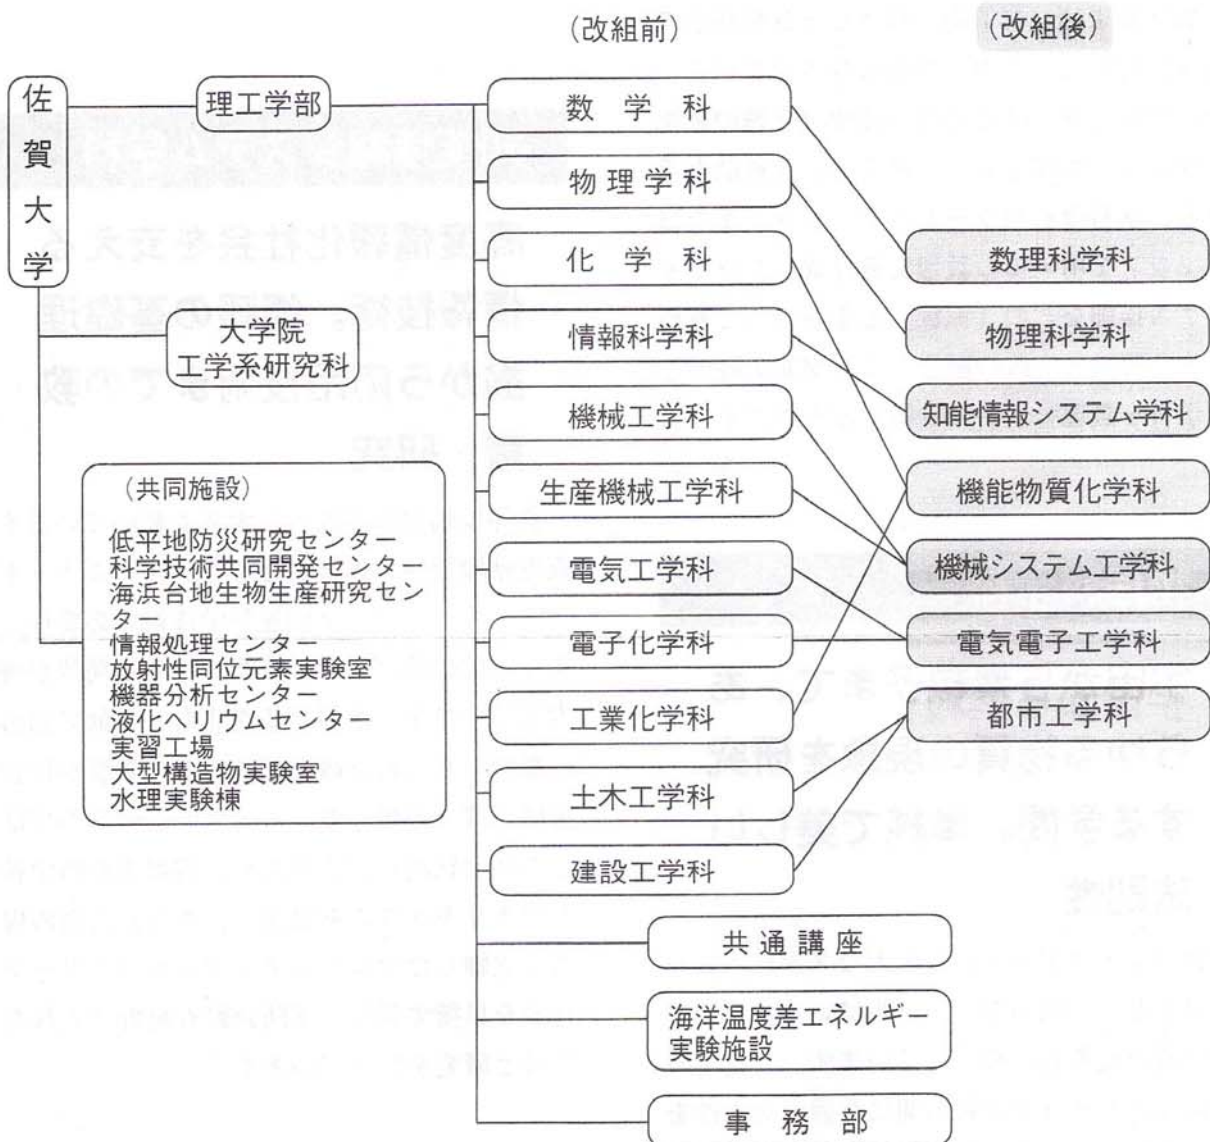 (改組前)
(改組後)
佐賀大学
理工学部
大学院
工学系研究科
(共同施設)
低平地防災研究センター
科学技術共同開発センター
海浜台地生物生産研究セン
ター
情報処理センター
放射性同位元素実験室
機器分析センター
液化ヘリウムセンター
実習工場
大型構造物実験室
水理実験棟
数学科
物理学科
化学科
情報科学科
機械工学科
生産機械工学科
電気工学科
電子化学科
工業化学科
土木工学科
建設工学科
共通講座
海洋温度差エネルギー
実験施設
事務部
数理科学科
物理科学科
知能情報システム学科
機能物質化学科
機械システム工学科
電気電子工学科
都市工学科